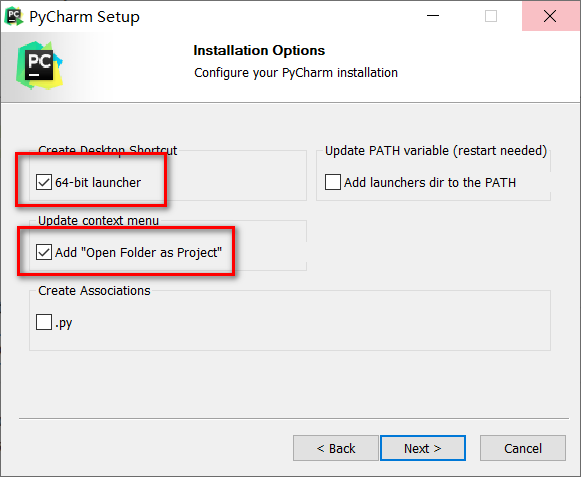 PC PyCharm Setup
PC
Installation Options
Configure your PyCharm installation
Create Desktop Shortcut
64-bit launcher
Update PATH variable (restart needed)
Add launchers dir to the PATH
Update context menu
Add "Open Folder as Project"
Create Associations
.py
< Back
Next >
Cancel